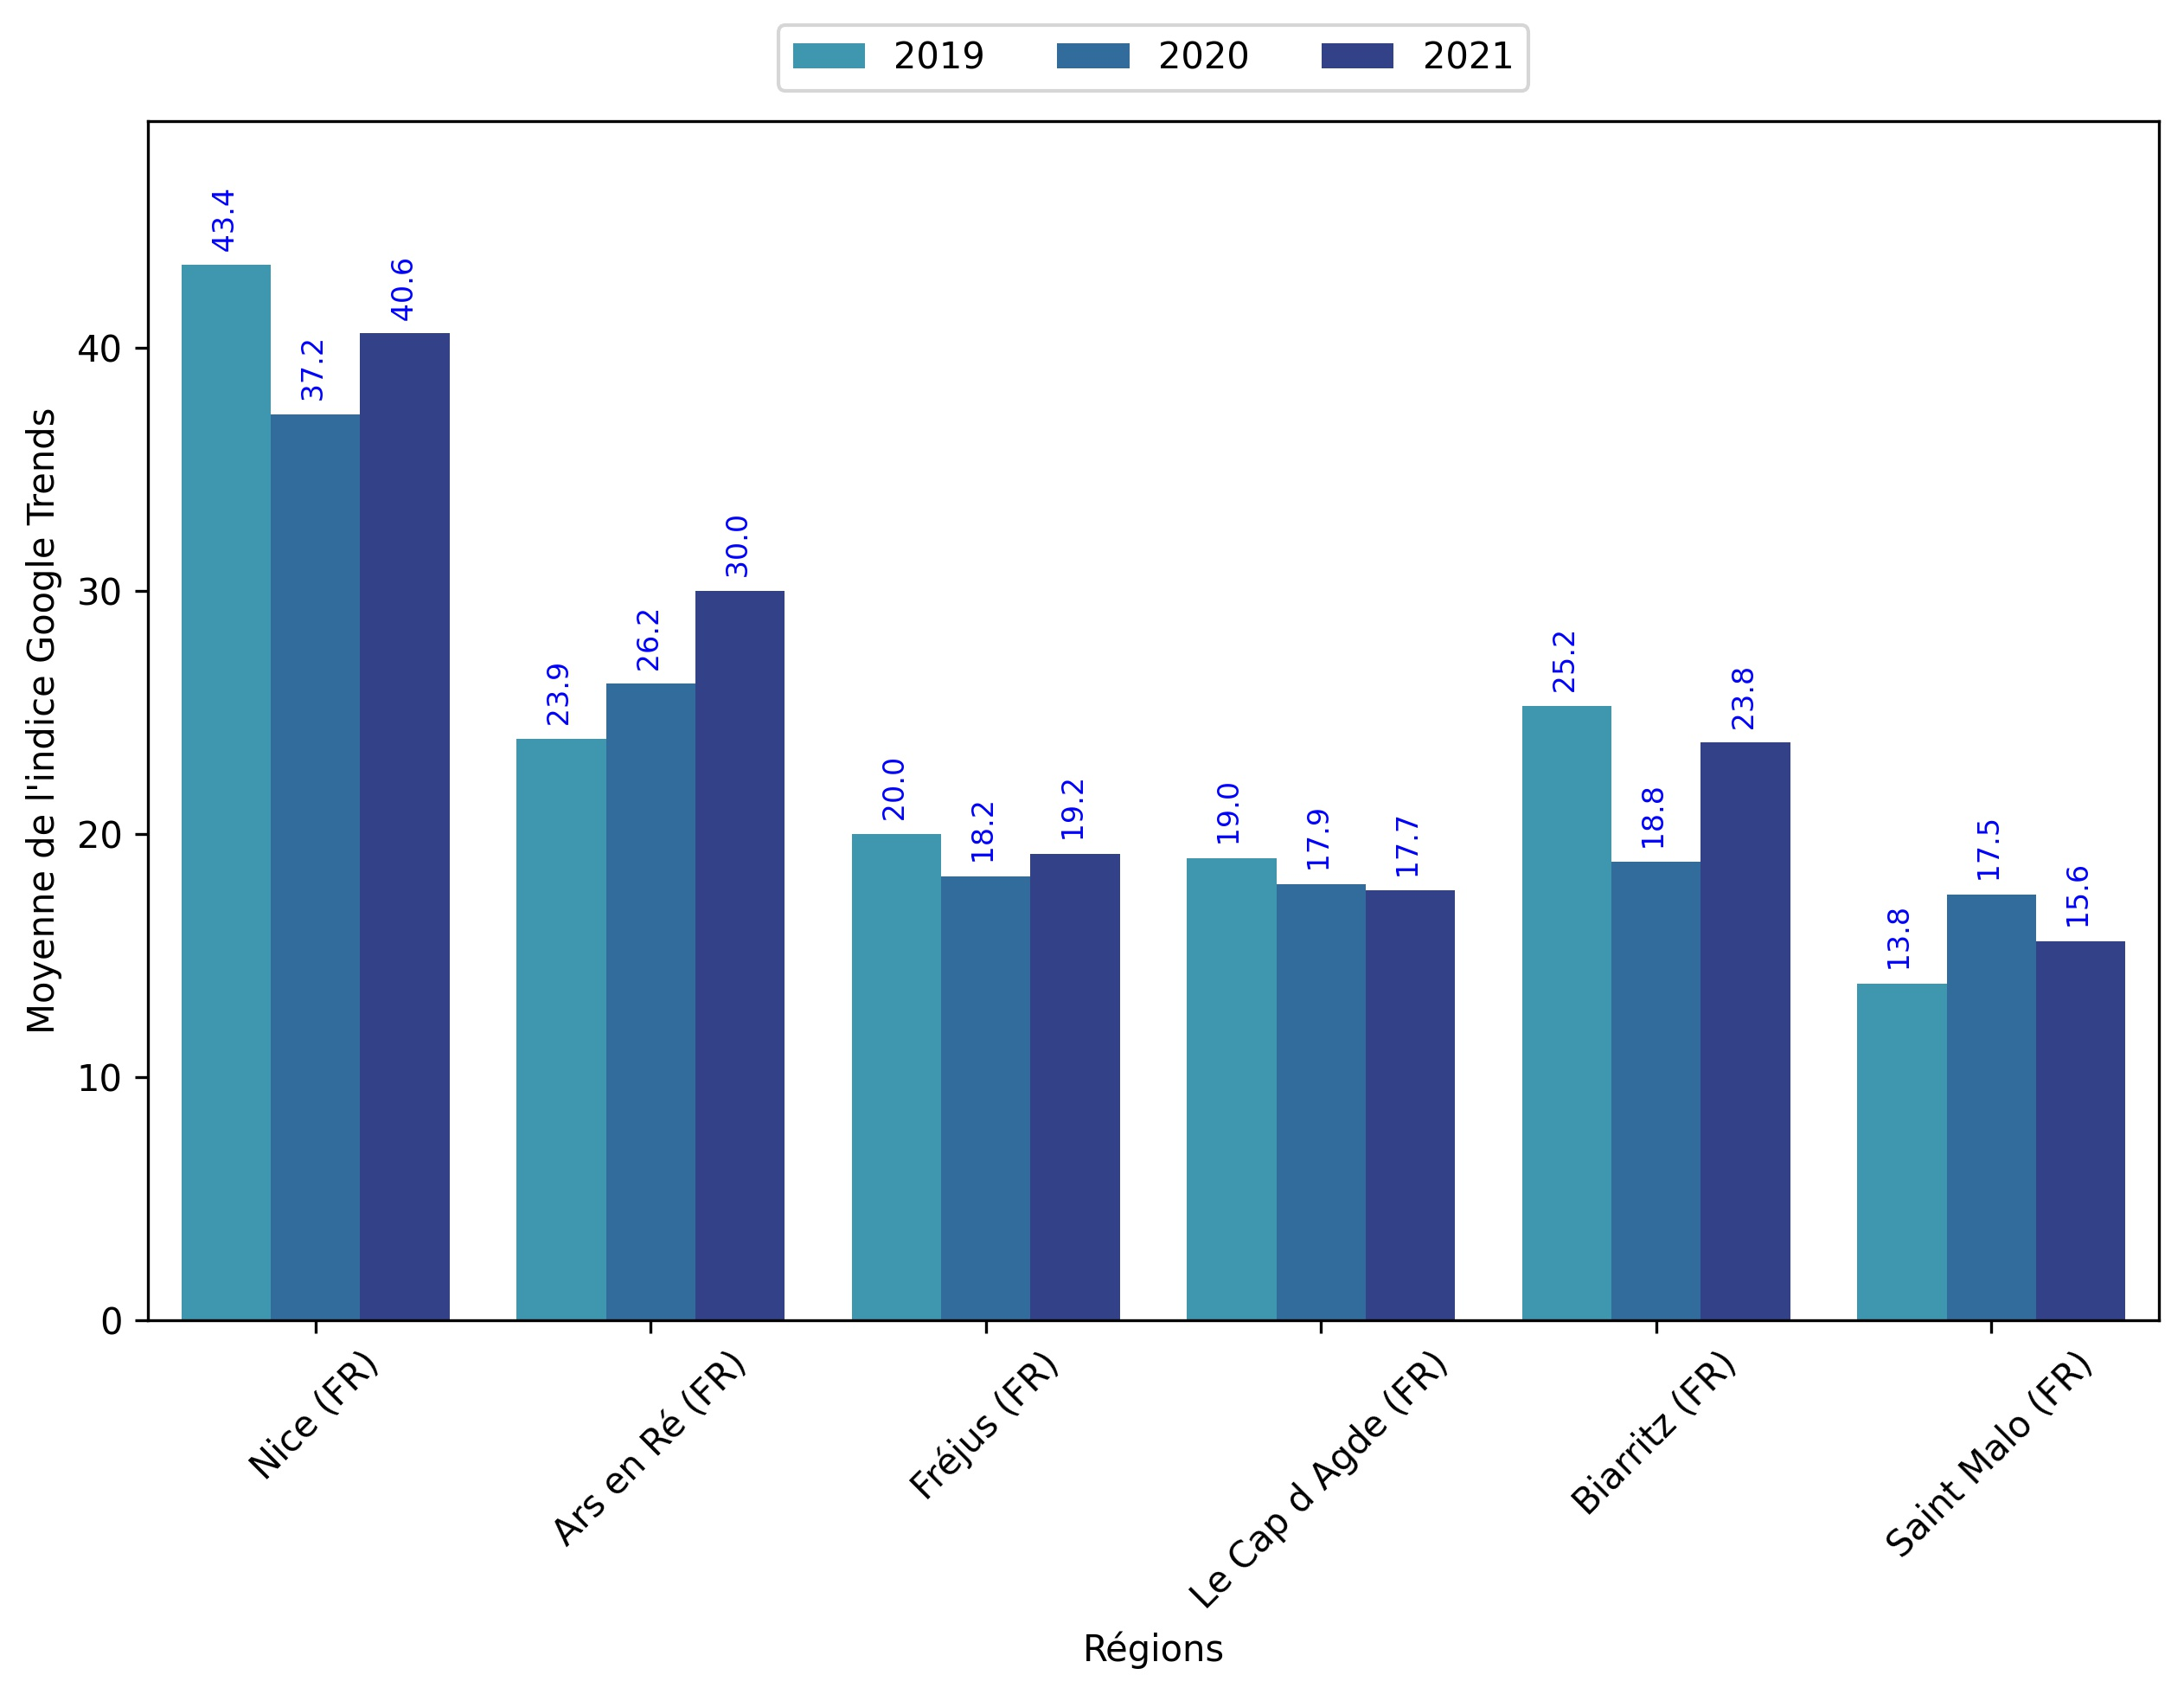 2019 2020 2021
Moyenne de l'indice Google Trends
40
30
20
10
0
43.4
37.2
40.6
23.9
26.2
30.0
20.0
18.2
19.2
19.0
17.9
17.7
25.2
18.8
23.8
13.8
17.5
15.6
Nice (FR)
Ars en Ré (FR)
Fréjus (FR)
Le Cap d Agde (FR)
Biarritz (FR)
Saint Malo (FR)
Régions